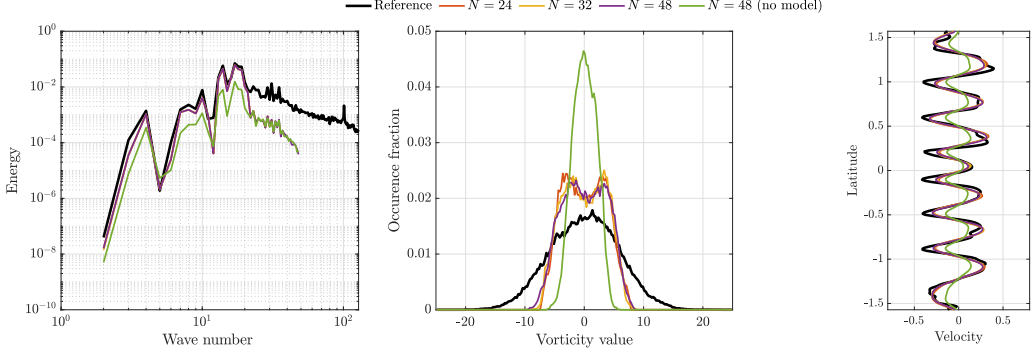 Reference N = 24 N = 32 N = 48 N = 48 (no model)
10^0
10^-2
10^-4
10^-6
10^-8
10^-10
10^0 10^1 10^2
Energy
Wave number
0.05
0.04
0.03
0.02
0.01
0
-20 -10 0 10 20
Occurence fraction
Vorticity value
1.5
1
0.5
0
-0.5
-1
-1.5
-0.5 0 0.5
Latitude
Velocity